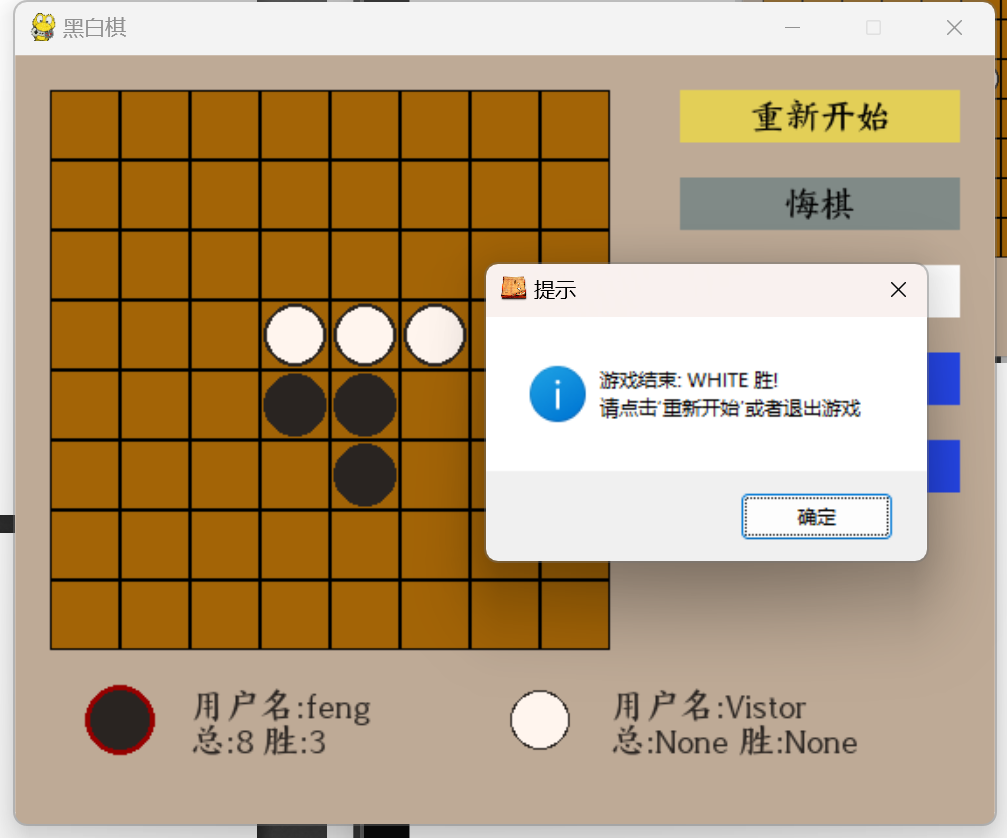 黑白棋
重新开始
悔棋
提示
游戏结束: WHITE 胜!
请点击'重新开始'或者退出游戏
确定
用户名:feng
总:8 胜:3
用户名:Vistor
总:None 胜:None